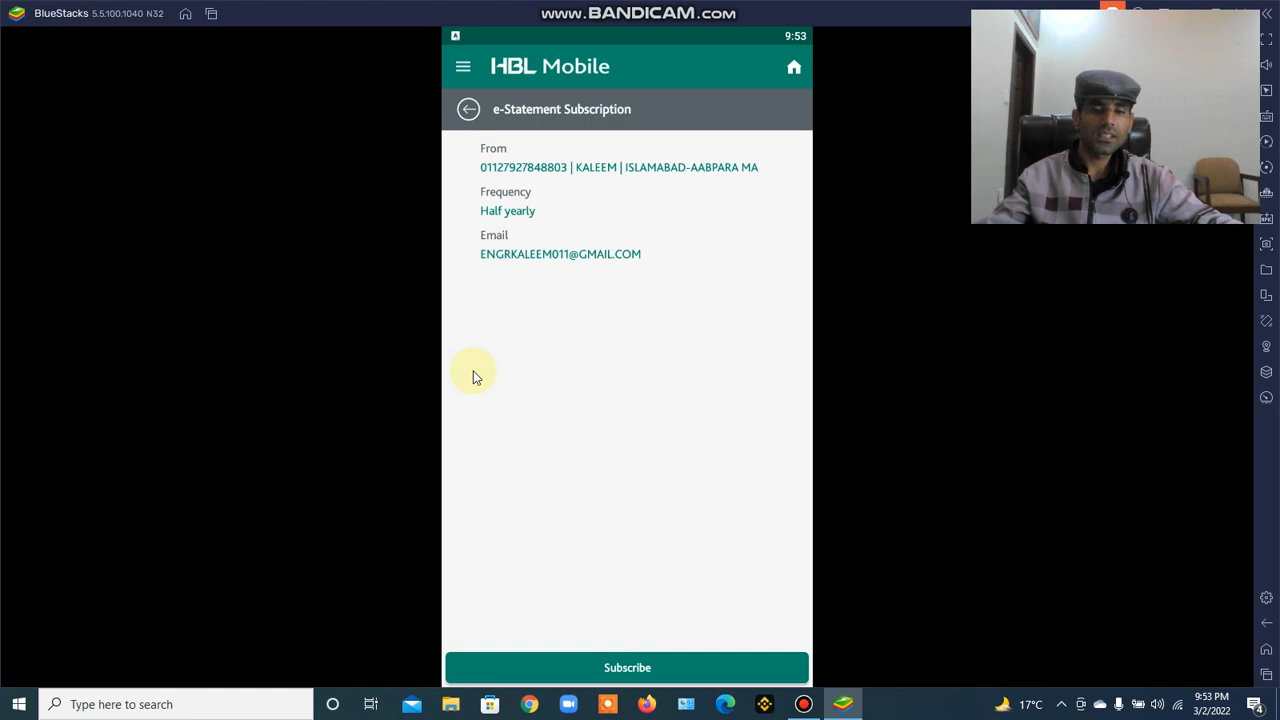 BlueStacks 5.5.100.1040 N32
www.BANDICAM.com
9:53
HBL Mobile
e-Statement Subscription
From
01127927848803 | KALEEM | ISLAMABAD-AABPARA MA
Frequency
Half yearly
Email
ENGRKALEEM011@GMAIL.COM
Subscribe
Type here to search
17°C
9:53 PM
3/2/2022
4